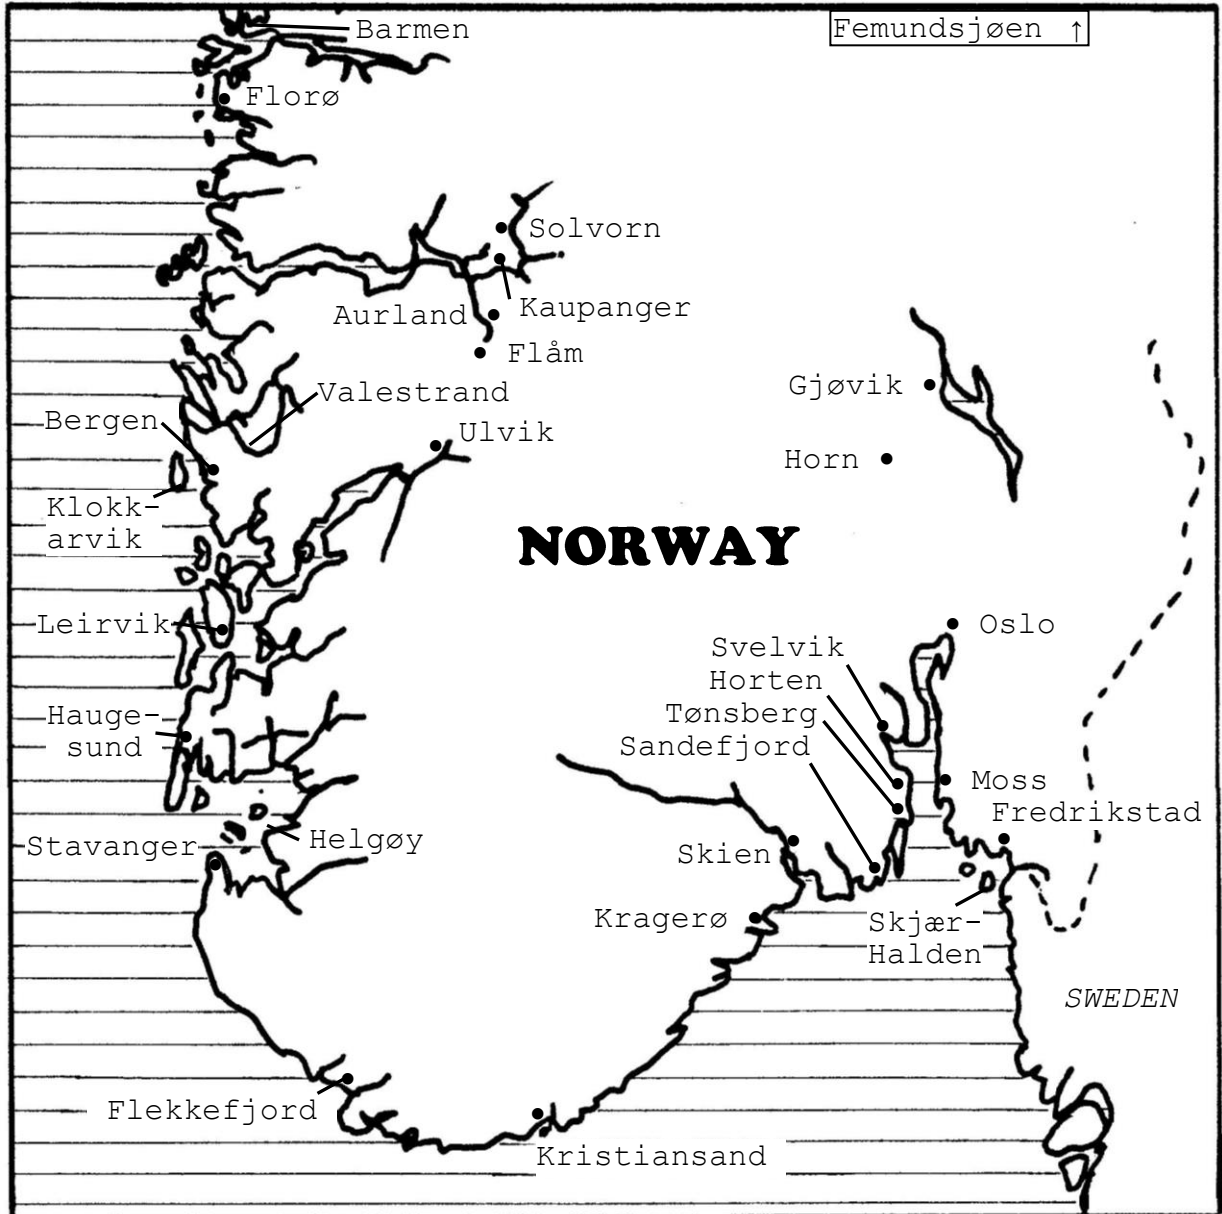 Barmen
Femundsjøen ↑
Florø
Solvorn
Kaupanger
Aurland
Flåm
Gjøvik
Valestrand
Bergen
Ulvik
Horn
Klokk-
arvik
NORWAY
Leirvik
Oslo
Svelvik
Horten
Tønsberg
Sandefjord
Hauge-
sund
Moss
Fredrikstad
Helgøy
Stavanger
Skien
Kragerø
Skjær-
Halden
SWEDEN
Flekkefjord
Kristiansand